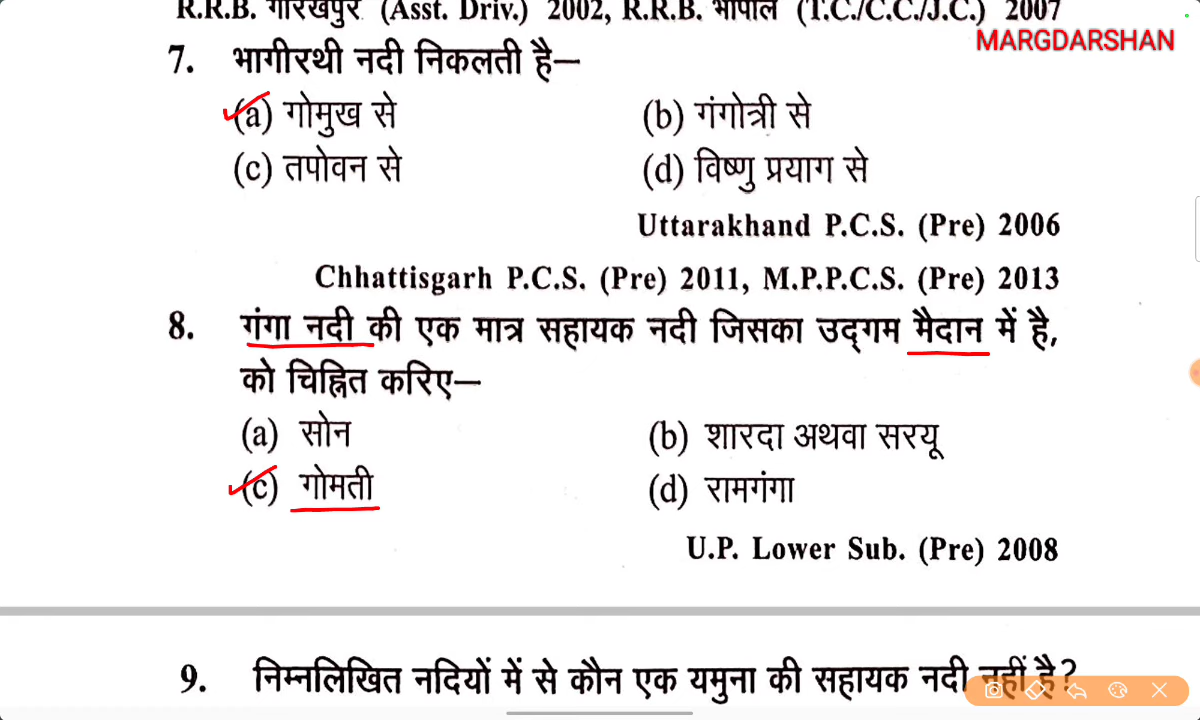 R.R.B. गोरखपुर (Asst. Driv.) 2002, R.R.B. भोपाल (T.C./C.C./J.C.) 2007
MARGDARSHAN
7. भागीरथी नदी निकलती है–
(a) गोमुख से (b) गंगोत्री से
(c) तपोवन से (d) विष्णु प्रयाग से
Uttarakhand P.C.S. (Pre) 2006
Chhattisgarh P.C.S. (Pre) 2011, M.P.P.C.S. (Pre) 2013
8. गंगा नदी की एक मात्र सहायक नदी जिसका उद्‌गम मैदान में है,
को चिह्नित करिए–
(a) सोन (b) शारदा अथवा सरयू
(c) गोमती (d) रामगंगा
U.P. Lower Sub. (Pre) 2008
9. निम्नलिखित नदियों में से कौन एक यमुना की सहायक नदी नहीं है?